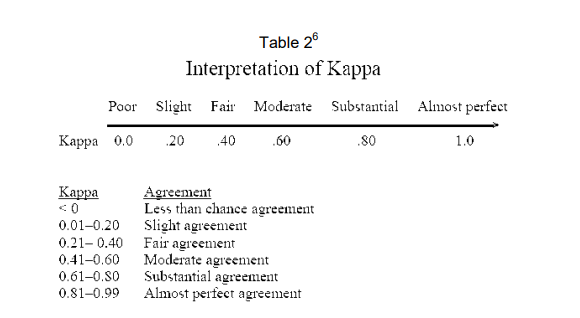 Table 2⁶
Interpretation of Kappa
Poor Slight Fair Moderate Substantial Almost perfect
Kappa 0.0 .20 .40 .60 .80 1.0
Kappa Agreement
< 0 Less than chance agreement
0.01–0.20 Slight agreement
0.21– 0.40 Fair agreement
0.41–0.60 Moderate agreement
0.61–0.80 Substantial agreement
0.81–0.99 Almost perfect agreement